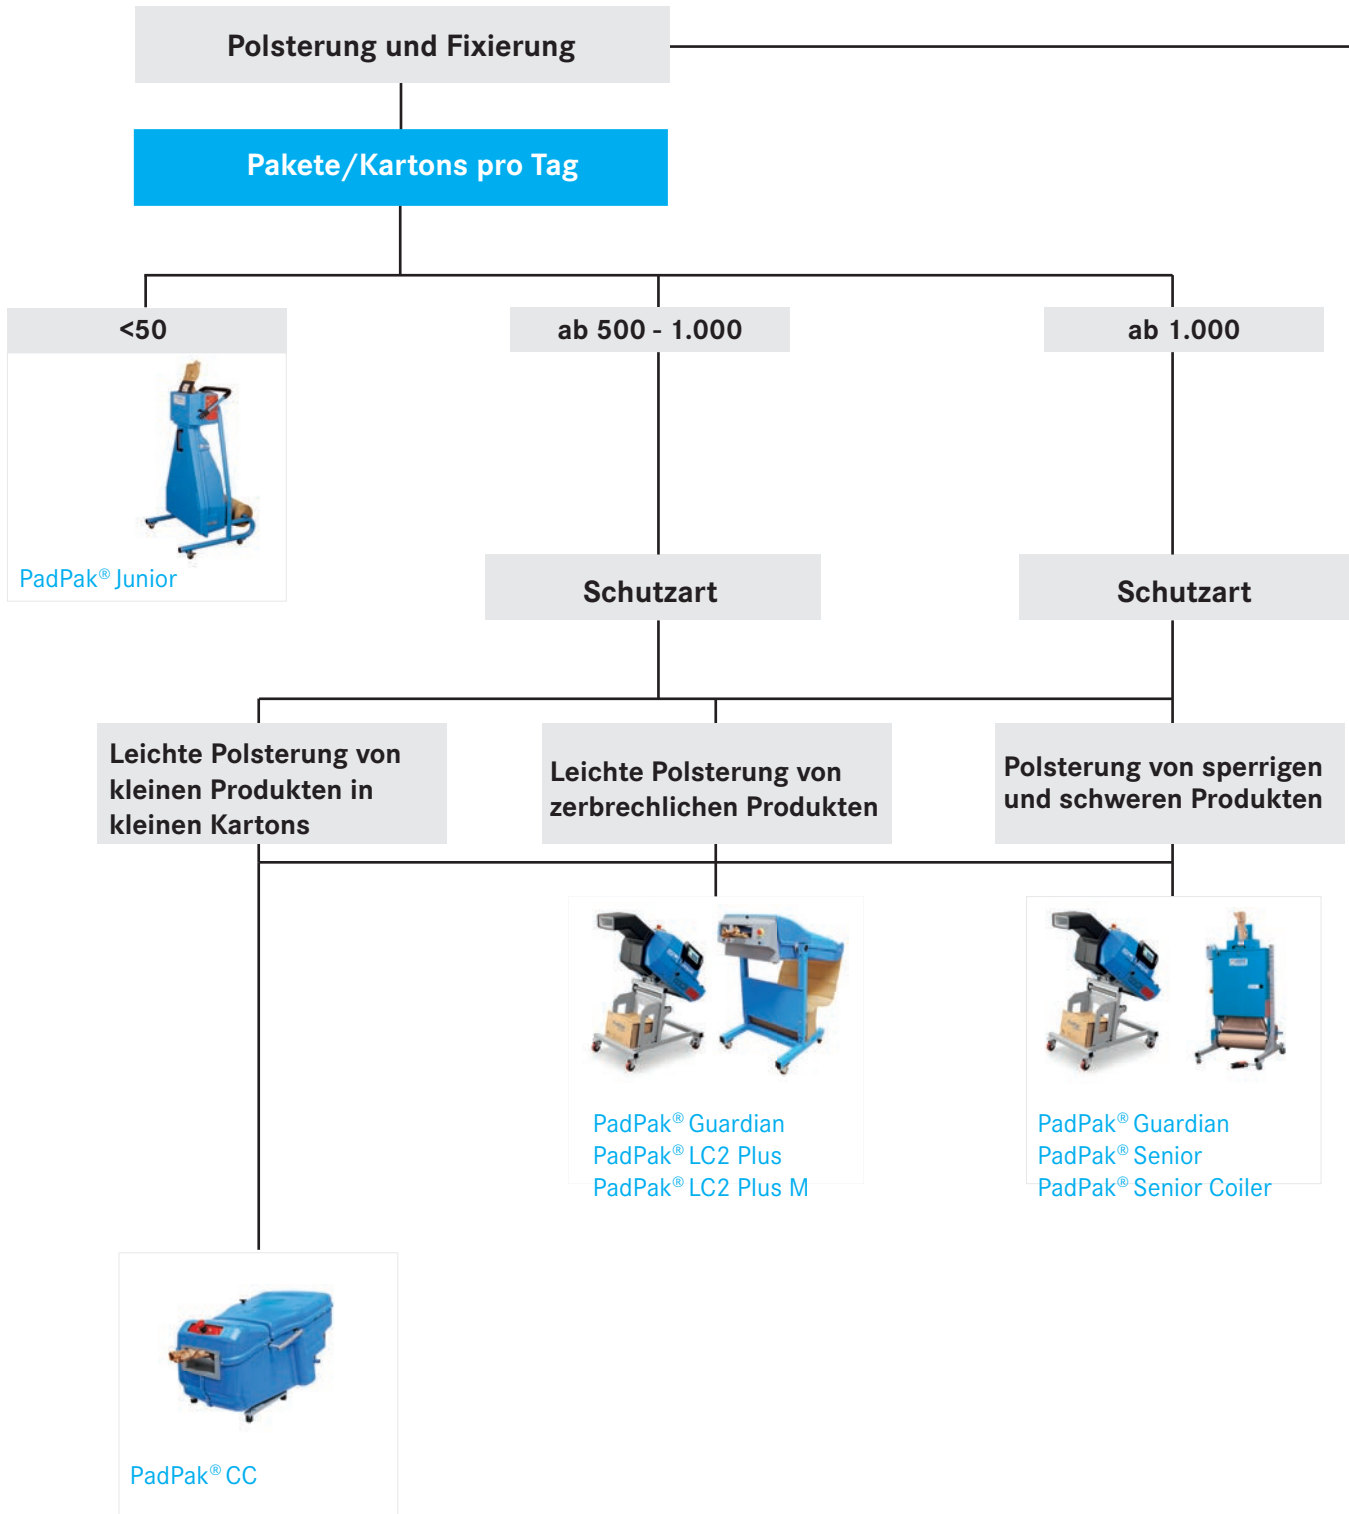 Polsterung und Fixierung
Pakete/Kartons pro Tag
<50
ab 500 - 1.000
ab 1.000
PadPak® Junior
Schutzart
Schutzart
Leichte Polsterung von
kleinen Produkten in
kleinen Kartons
Leichte Polsterung von
zerbrechlichen Produkten
Polsterung von sperrigen
und schweren Produkten
PadPak® Guardian
PadPak® LC2 Plus
PadPak® LC2 Plus M
PadPak® Guardian
PadPak® Senior
PadPak® Senior Coiler
PadPak® CC